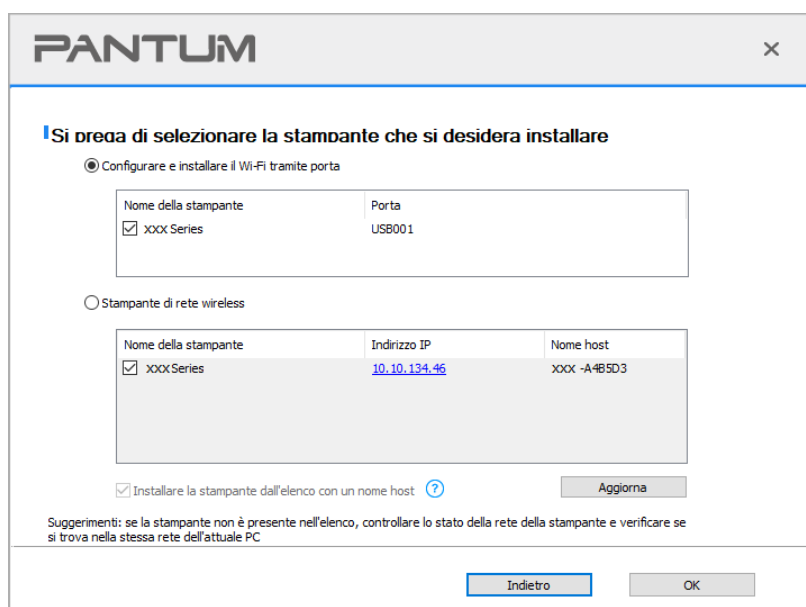 PANTUM
Si prega di selezionare la stampante che si desidera installare
Configurare e installare il Wi-Fi tramite porta
Nome della stampante Porta
XXX Series USB001
Stampante di rete wireless
Nome della stampante Indirizzo IP Nome host
XXX Series 10.10.134.46 XXX -A4B5D3
Installare la stampante dall'elenco con un nome host ?
Aggiorna
Suggerimenti: se la stampante non è presente nell'elenco, controllare lo stato della rete della stampante e verificare se
si trova nella stessa rete dell'attuale PC
Indietro OK